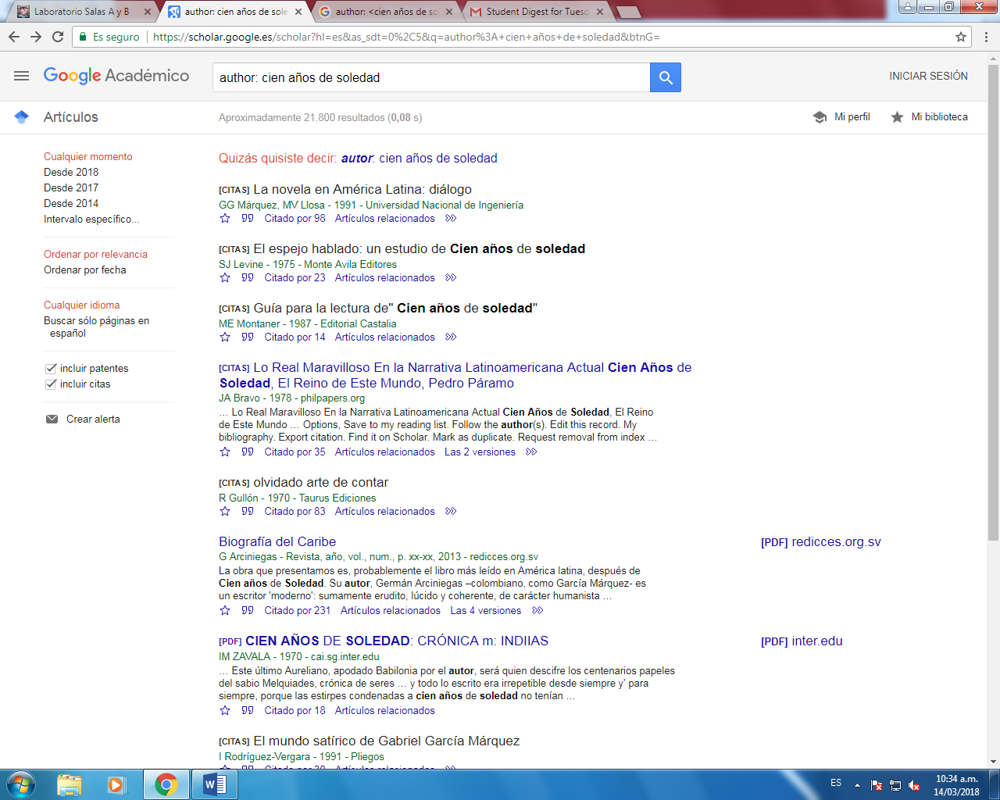 Laboratorio Salas A y B
author: cien años de sole
author: <cien años de so
Student Digest for Tuesd
Es seguro
https://scholar.google.es/scholar?hl=es&as_sdt=0%2C5&q=author%3A+cien+años+de+soledad&btnG=
Google Académico
author: cien años de soledad
INICIAR SESIÓN
Artículos
Aproximadamente 21.800 resultados (0,08 s)
Mi perfil
Mi biblioteca
Cualquier momento
Desde 2018
Desde 2017
Desde 2014
Intervalo específico...
Ordenar por relevancia
Ordenar por fecha
Cualquier idioma
Buscar sólo páginas en
español
incluir patentes
incluir citas
Crear alerta
Quizás quisiste decir: autor: cien años de soledad
[CITAS] La novela en América Latina: diálogo
GG Márquez, MV Llosa - 1991 - Universidad Nacional de Ingeniería
Citado por 98 Artículos relacionados
[CITAS] El espejo hablado: un estudio de Cien años de soledad
SJ Levine - 1975 - Monte Avila Editores
Citado por 23 Artículos relacionados
[CITAS] Guía para la lectura de" Cien años de soledad"
ME Montaner - 1987 - Editorial Castalia
Citado por 14 Artículos relacionados
[CITAS] Lo Real Maravilloso En la Narrativa Latinoamericana Actual Cien Años de
Soledad, El Reino de Este Mundo, Pedro Páramo
JA Bravo - 1978 - philpapers.org
... Lo Real Maravilloso En la Narrativa Latinoamericana Actual Cien Años de Soledad, El Reino
de Este Mundo ... Options, Save to my reading list. Follow the author(s). Edit this record. My
bibliography. Export citation. Find it on Scholar. Mark as duplicate. Request removal from index ...
Citado por 35 Artículos relacionados Las 2 versiones
[CITAS] olvidado arte de contar
R Gullón - 1970 - Taurus Ediciones
Citado por 83 Artículos relacionados
Biografía del Caribe
[PDF] redicces.org.sv
G Arciniegas - Revista, año, vol., num., p. xx-xx, 2013 - redicces.org.sv
La obra que presentamos es, probablemente el libro más leído en América latina, después de
Cien años de Soledad. Su autor, Germán Arciniegas –colombiano, como García Márquez- es
un escritor 'moderno': sumamente erudito, lúcido y coherente, de carácter humanista ...
Citado por 231 Artículos relacionados Las 4 versiones
[PDF] CIEN AÑOS DE SOLEDAD: CRÓNICA m: INDIIAS
[PDF] inter.edu
IM ZAVALA - 1970 - cai.sg.inter.edu
... Este último Aureliano, apodado Babilonia por el autor, será quien descifre los centenarios papeles
del sabio Melquiades, crónica de seres ... y todo lo escrito era irrepetible desde siempre y' para
siempre, porque las estirpes condenadas a cien años de soledad no tenían ...
Citado por 18 Artículos relacionados
[CITAS] El mundo satírico de Gabriel García Márquez
I Rodríguez-Vergara - 1991 - Pliegos
Citado por 20 Artículos relacionados
ES
10:34 a.m.
14/03/2018